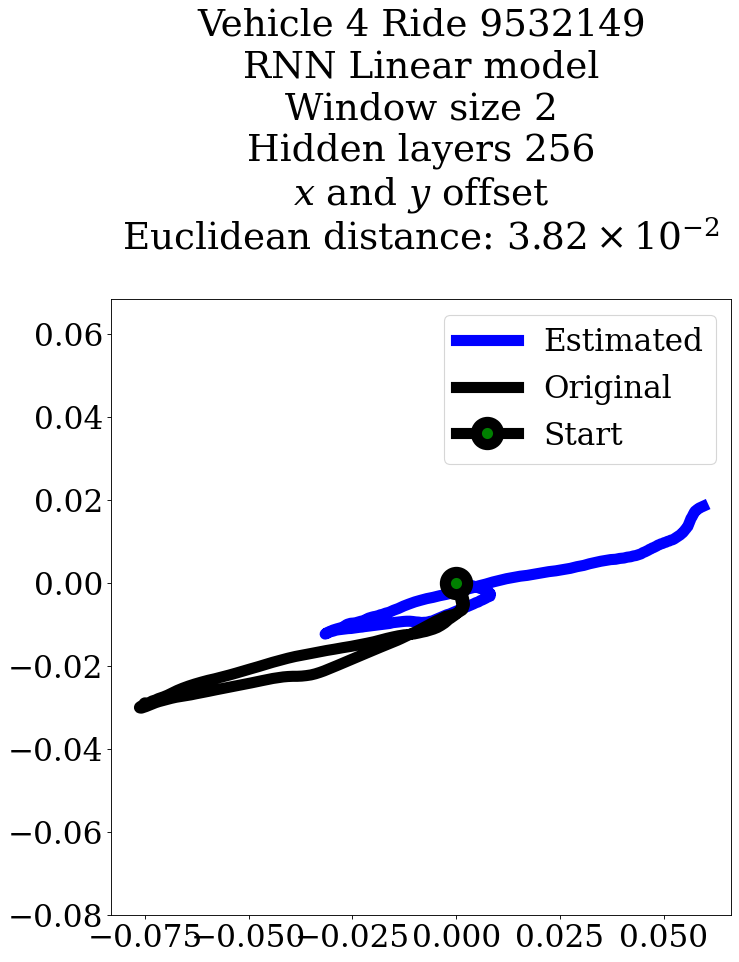 Vehicle 4 Ride 9532149
RNN Linear model
Window size 2
Hidden layers 256
x and y offset
Euclidean distance: 3.82 × 10⁻²
Estimated
Original
Start
0.06
0.04
0.02
0.00
−0.02
−0.04
−0.06
−0.08
−0.075 −0.050 −0.025 0.000 0.025 0.050